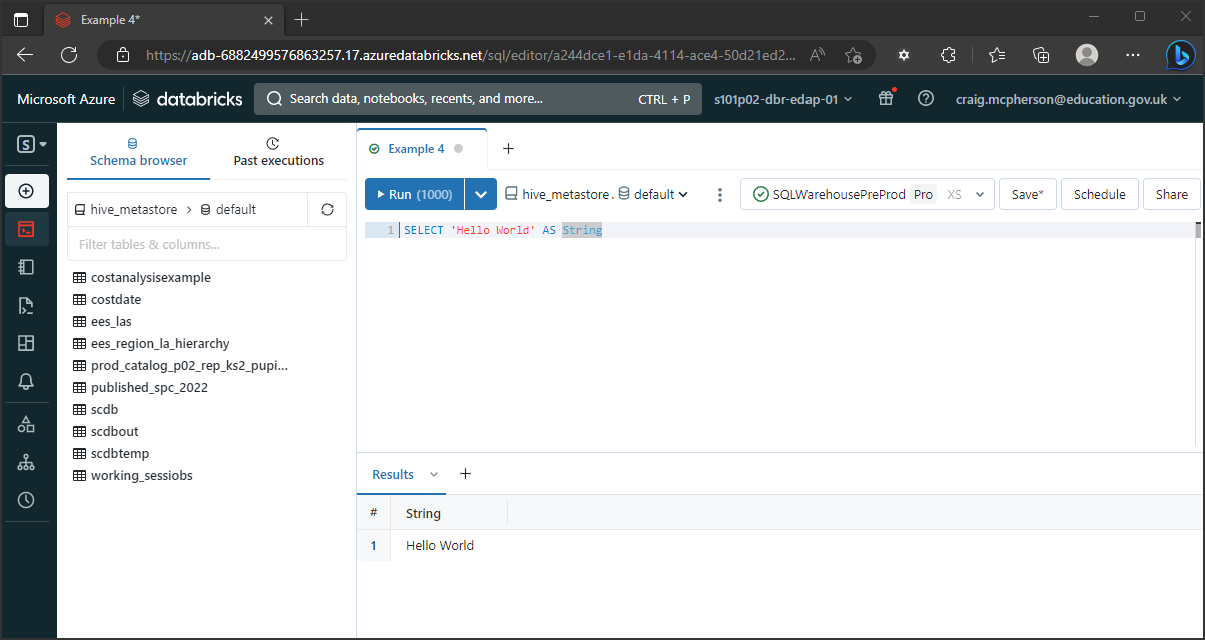 Example 4*
https://adb-6882499576863257.17.azuredatabricks.net/sql/editor/a244dce1-e1da-4114-ace4-50d21ed2...
Microsoft Azure databricks Search data, notebooks, recents, and more... CTRL + P s101p02-dbr-edap-01 craig.mcpherson@education.gov.uk
S
Schema browser Past executions
hive_metastore > default
Filter tables & columns...
costanalysisexample
costdate
ees_las
ees_region_la_hierarchy
prod_catalog_p02_rep_ks2_pupi...
published_spc_2022
scdb
scdbout
scdbtemp
working_sessiobs
Example 4
Run (1000) hive_metastore. default SQLWarehousePreProd Pro XS Save* Schedule Share
1 SELECT 'Hello World' AS String
Results
# String
1 Hello World